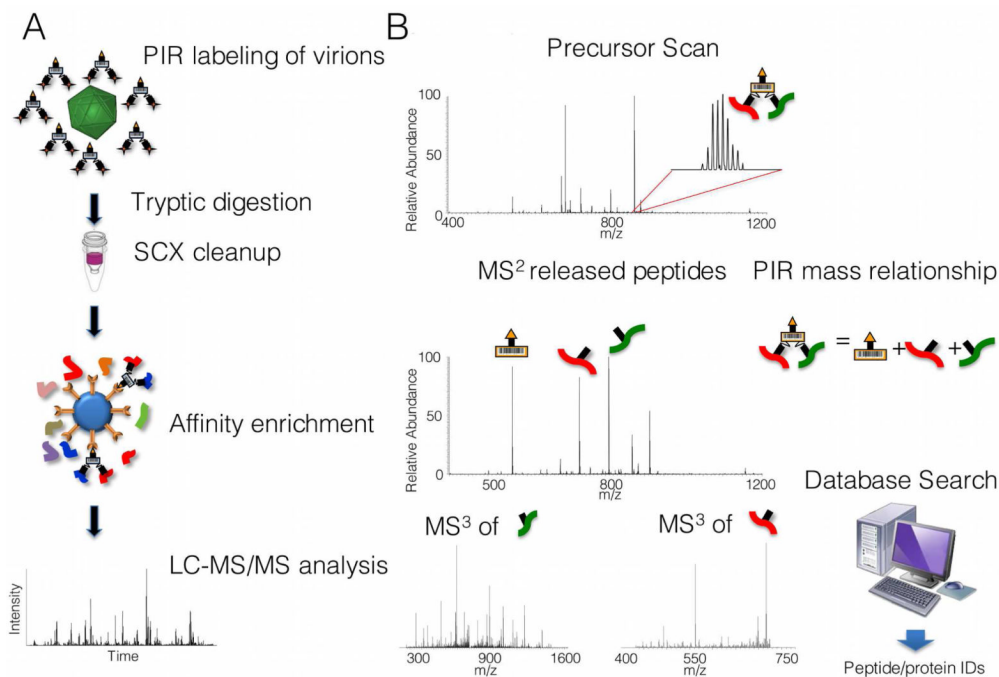 A
PIR labeling of virions
Tryptic digestion
SCX cleanup
Affinity enrichment
LC-MS/MS analysis
Intensity
Time
B
Precursor Scan
Relative Abundance
100
50
0
400
800
1200
m/z
MS² released peptides
PIR mass relationship
= + +
Relative Abundance
100
50
0
500
800
1200
m/z
Database Search
MS³ of
MS³ of
300 900 1600
m/z
400 550 750
m/z
Peptide/protein IDs